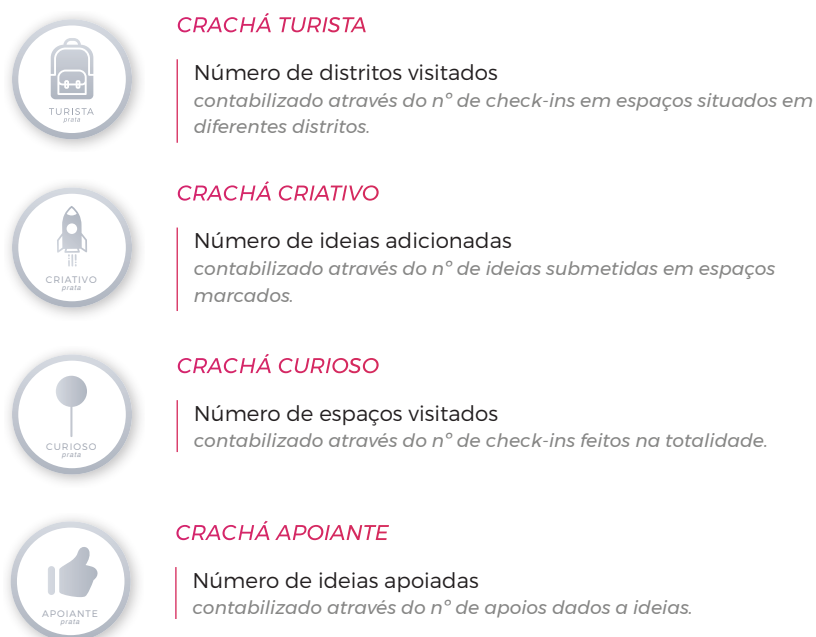 CRACHÁ TURISTA
Número de distritos visitados
contabilizado através do nº de check-ins em espaços situados em
diferentes distritos.
TURISTA
prata
CRACHÁ CRIATIVO
Número de ideias adicionadas
contabilizado através do nº de ideias submetidas em espaços
marcados.
CRIATIVO
prata
CRACHÁ CURIOSO
Número de espaços visitados
contabilizado através do nº de check-ins feitos na totalidade.
CURIOSO
prata
CRACHÁ APOIANTE
Número de ideias apoiadas
contabilizado através do nº de apoios dados a ideias.
APOIANTE
prata